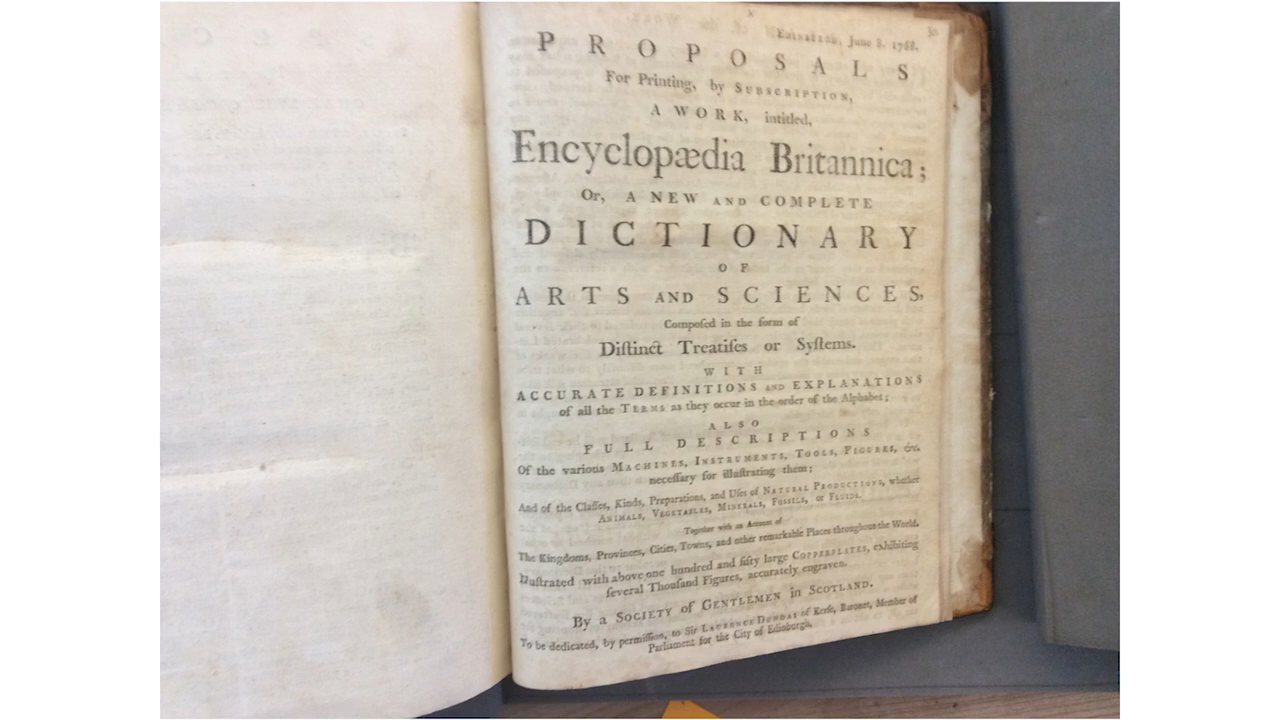 Edinburgh, June 8. 1768.
PROPOSALS
For Printing, by SUBSCRIPTION,
A WORK, intitled,
Encyclopædia Britannica;
Or, A NEW AND COMPLETE
DICTIONARY
OF
ARTS AND SCIENCES,
Compoſed in the form of
Diſtinct Treatiſes or Syſtems.
WITH
ACCURATE DEFINITIONS AND EXPLANATIONS
of all the TERMS as they occur in the order of the Alphabet;
ALSO
FULL DESCRIPTIONS
Of the various MACHINES, INSTRUMENTS, TOOLS, FIGURES, &c.
neceſſary for illuſtrating them;
And of the Claſſes, Kinds, Preparations, and Uſes of NATURAL PRODUCTIONS, whether
ANIMALS, VEGETABLES, MINERALS, FOSSILS, or FLUIDS.
Together with an Account of
The Kingdoms, Provinces, Cities, Towns, and other remarkable Places throughout the World.
Illuſtrated with above one hundred and fifty large COPPERPLATES, exhibiting
ſeveral Thouſand Figures, accurately engraven.
By a SOCIETY of GENTLEMEN in SCOTLAND.
To be dedicated, by permiſſion, to Sir LAURENCE DUNDAS of Kerſe, Baronet, Member of
Parliament for the City of Edinburgh.